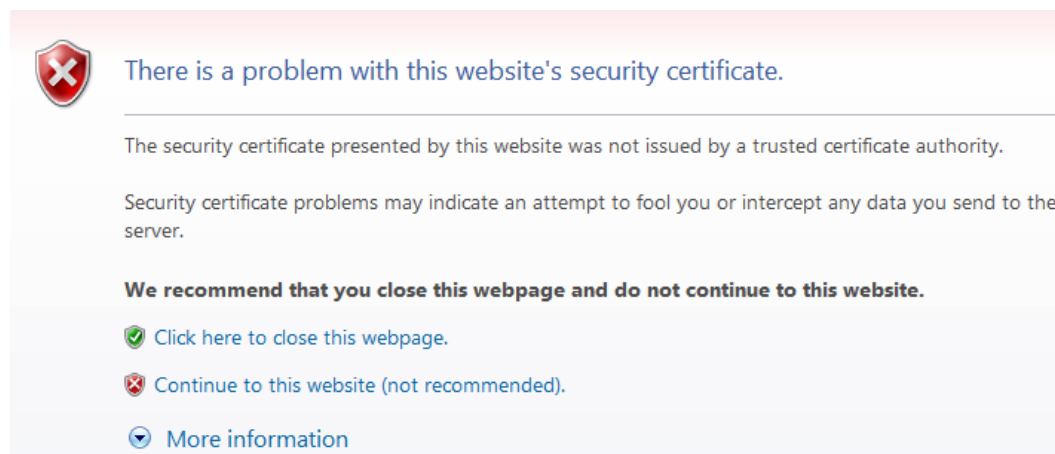 There is a problem with this website's security certificate.
The security certificate presented by this website was not issued by a trusted certificate authority.
Security certificate problems may indicate an attempt to fool you or intercept any data you send to the
server.
We recommend that you close this webpage and do not continue to this website.
Click here to close this webpage.
Continue to this website (not recommended).
More information